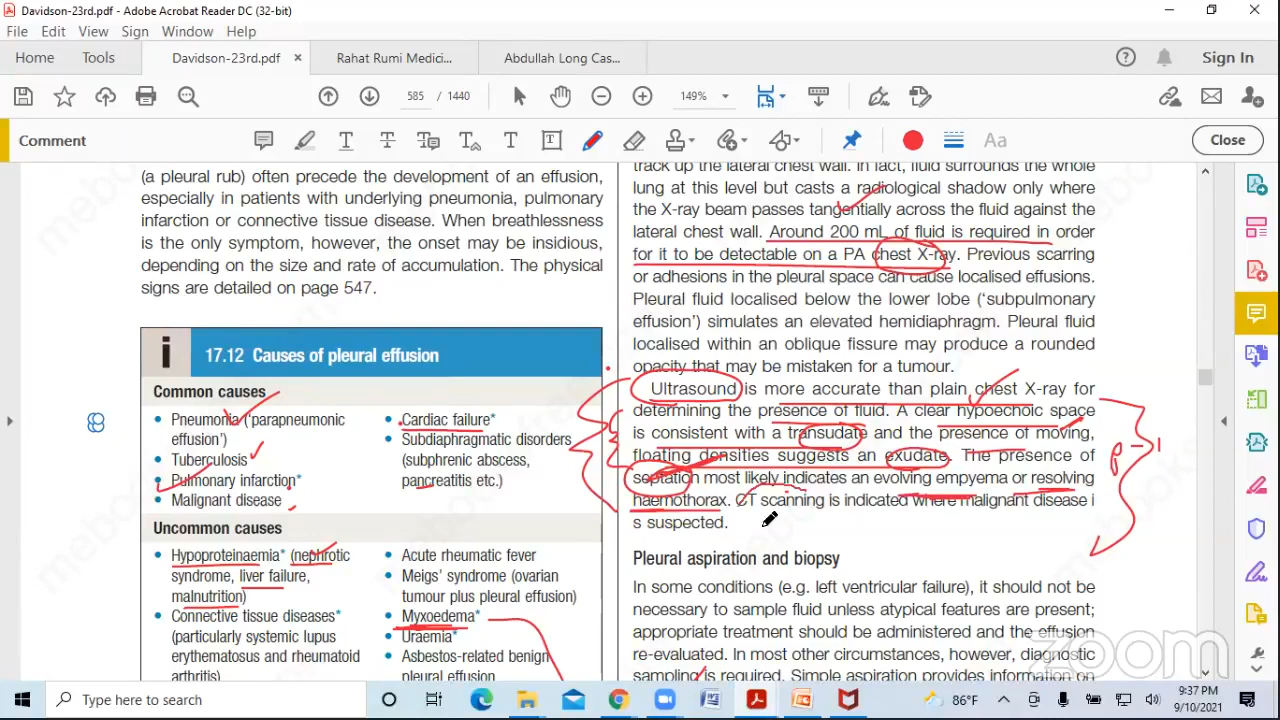 Davidson-23rd.pdf - Adobe Acrobat Reader DC (32-bit)
File Edit View Sign Window Help
Home Tools Davidson-23rd.pdf × Rahat Rumi Medici... Abdullah Long Cas... Sign In
585 / 1440 149%
Comment Aa Close
(a pleural rub) often precede the development of an effusion,
especially in patients with underlying pneumonia, pulmonary
infarction or connective tissue disease. When breathlessness
is the only symptom, however, the onset may be insidious,
depending on the size and rate of accumulation. The physical
signs are detailed on page 547.
i 17.12 Causes of pleural effusion
Common causes
• Pneumonia (‘parapneumonic
effusion’)
• Tuberculosis
• Pulmonary infarction
• Malignant disease
• Cardiac failure*
• Subdiaphragmatic disorders
(subphrenic abscess,
pancreatitis etc.)
Uncommon causes
• Hypoproteinaemia* (nephrotic
syndrome, liver failure,
malnutrition)
• Connective tissue diseases*
(particularly systemic lupus
erythematosus and rheumatoid
arthritis)
• Acute rheumatic fever
• Meigs’ syndrome (ovarian
tumour plus pleural effusion)
• Myxoedema*
• Uraemia*
• Asbestos-related benign
pleural effusion
track up the lateral chest wall. In fact, fluid surrounds the whole
lung at this level but casts a radiological shadow only where
the X-ray beam passes tangentially across the fluid against the
lateral chest wall. Around 200 mL of fluid is required in order
for it to be detectable on a PA chest X-ray. Previous scarring
or adhesions in the pleural space can cause localised effusions.
Pleural fluid localised below the lower lobe (‘subpulmonary
effusion’) simulates an elevated hemidiaphragm. Pleural fluid
localised within an oblique fissure may produce a rounded
opacity that may be mistaken for a tumour.
Ultrasound is more accurate than plain chest X-ray for
determining the presence of fluid. A clear hypoechoic space
is consistent with a transudate and the presence of moving,
floating densities suggests an exudate. The presence of
septation most likely indicates an evolving empyema or resolving
haemothorax. CT scanning is indicated where malignant disease i
s suspected.
Pleural aspiration and biopsy
In some conditions (e.g. left ventricular failure), it should not be
necessary to sample fluid unless atypical features are present;
appropriate treatment should be administered and the effusion
re-evaluated. In most other circumstances, however, diagnostic
sampling is required. Simple aspiration provides information on
zoom
Type here to search
86°F
9:37 PM
9/10/2021